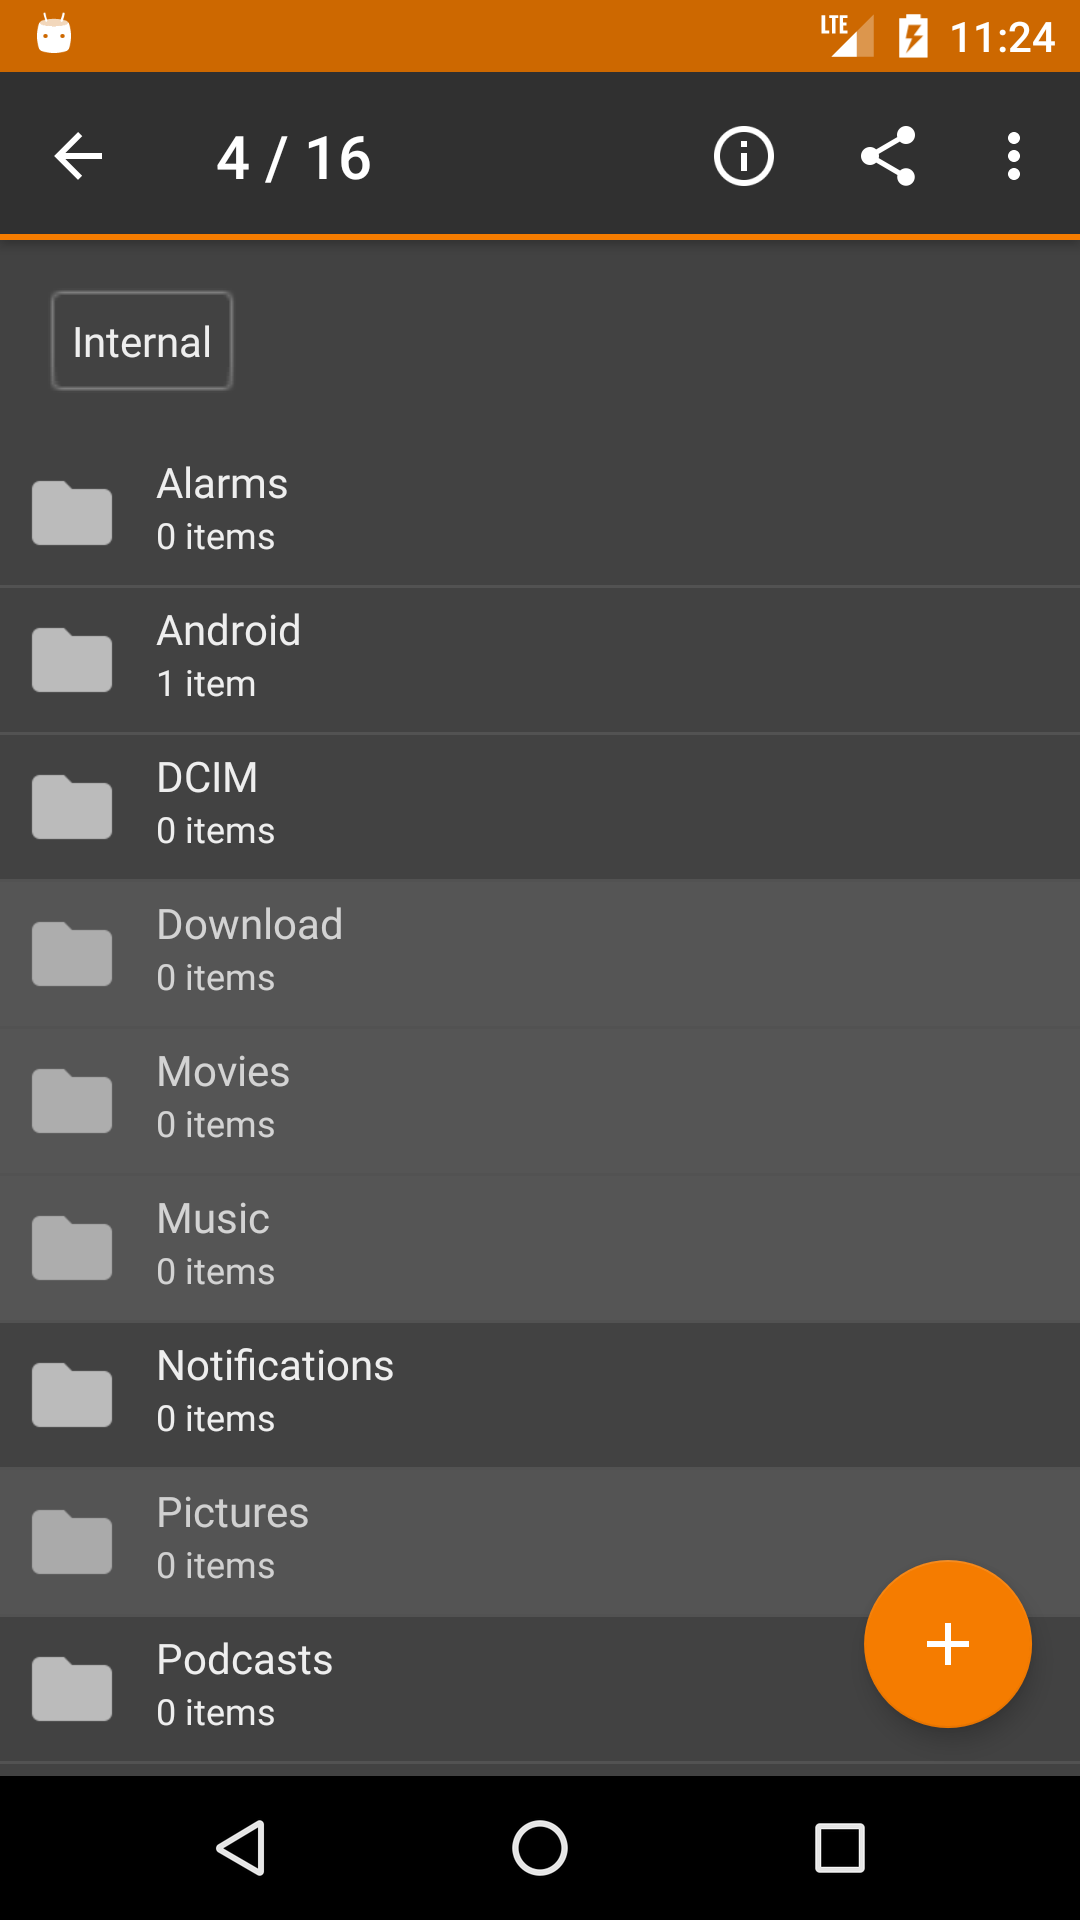 LTE 11:24
4 / 16
Internal
Alarms
0 items
Android
1 item
DCIM
0 items
Download
0 items
Movies
0 items
Music
0 items
Notifications
0 items
Pictures
0 items
Podcasts
0 items